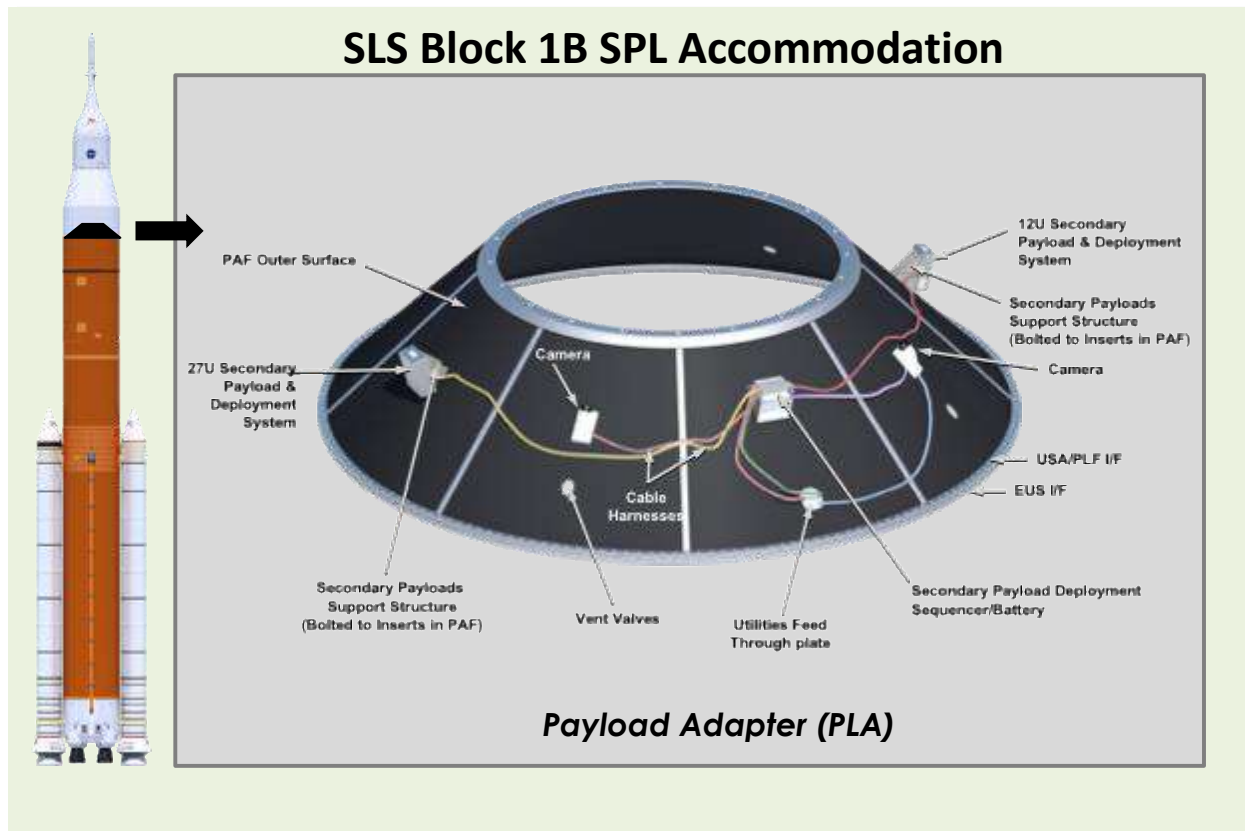 SLS Block 1B SPL Accommodation
PAF Outer Surface
12U Secondary
Payload & Deployment
System
Secondary Payloads
Support Structure
(Bolted to Inserts in PAF)
Camera
27U Secondary
Payload &
Deployment
System
Camera
USA/PLF I/F
EUS I/F
Cable
Harnesses
Secondary Payloads
Support Structure
(Bolted to Inserts in PAF)
Vent Valves
Utilities Feed
Through plate
Secondary Payload Deployment
Sequencer/Battery
Payload Adapter (PLA)